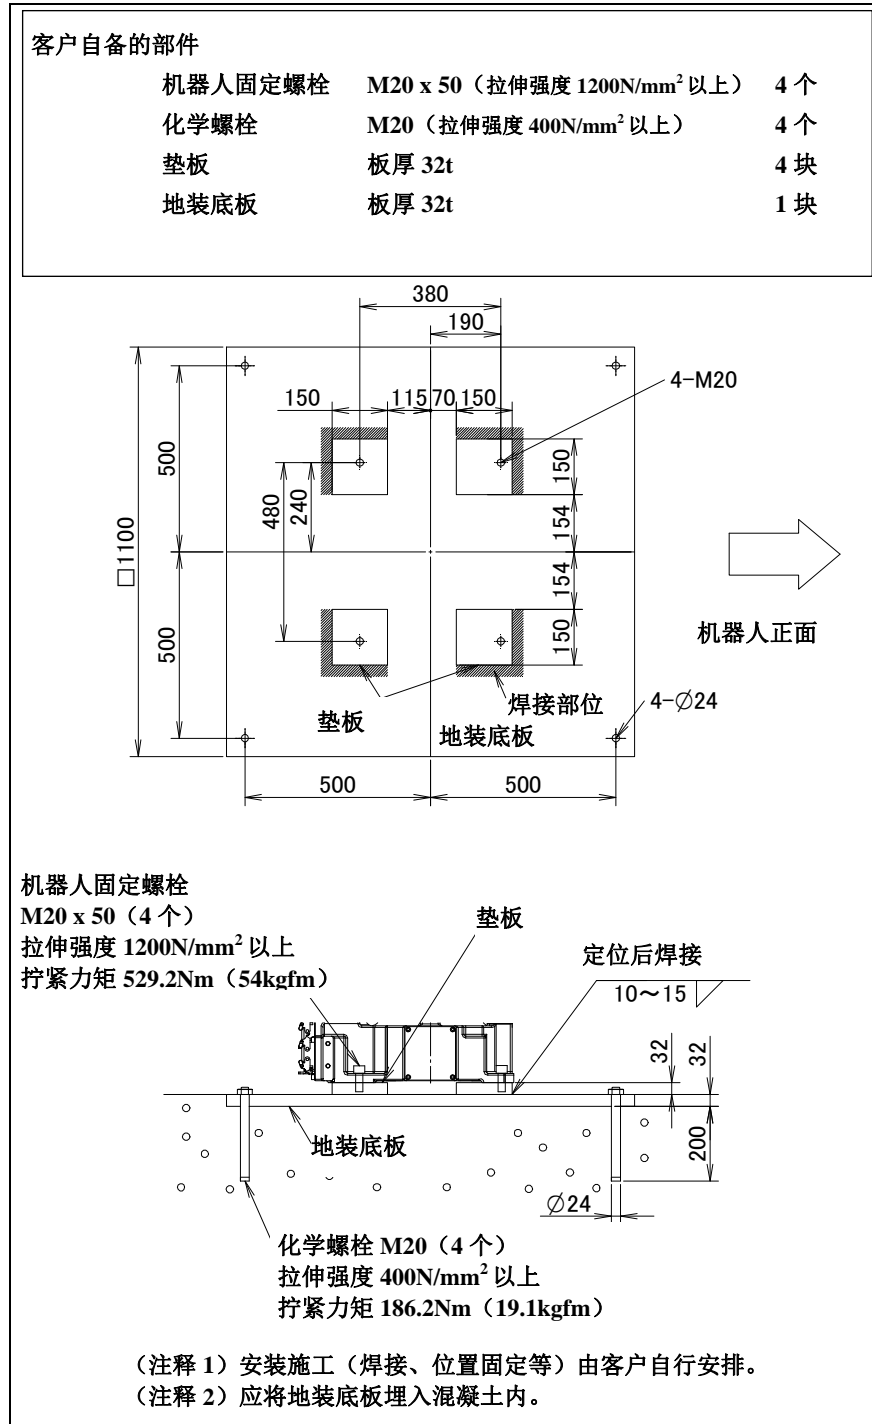 客户自备的部件
机器人固定螺栓 M20 x 50（拉伸强度 1200N/mm² 以上） 4 个
化学螺栓 M20（拉伸强度 400N/mm² 以上） 4 个
垫板 板厚 32t 4 块
地装底板 板厚 32t 1 块
380
190
150 115 70 150
4-M20
500
480
240
150
154
□1100
154
150
500
机器人正面
垫板
焊接部位
地装底板
4-∅24
500 500
机器人固定螺栓
M20 x 50（4 个）
拉伸强度 1200N/mm² 以上
拧紧力矩 529.2Nm（54kgfm）
垫板
定位后焊接
10～15
32
32
200
地装底板
∅24
化学螺栓 M20（4 个）
拉伸强度 400N/mm² 以上
拧紧力矩 186.2Nm（19.1kgfm）
（注释 1）安装施工（焊接、位置固定等）由客户自行安排。
（注释 2）应将地装底板埋入混凝土内。